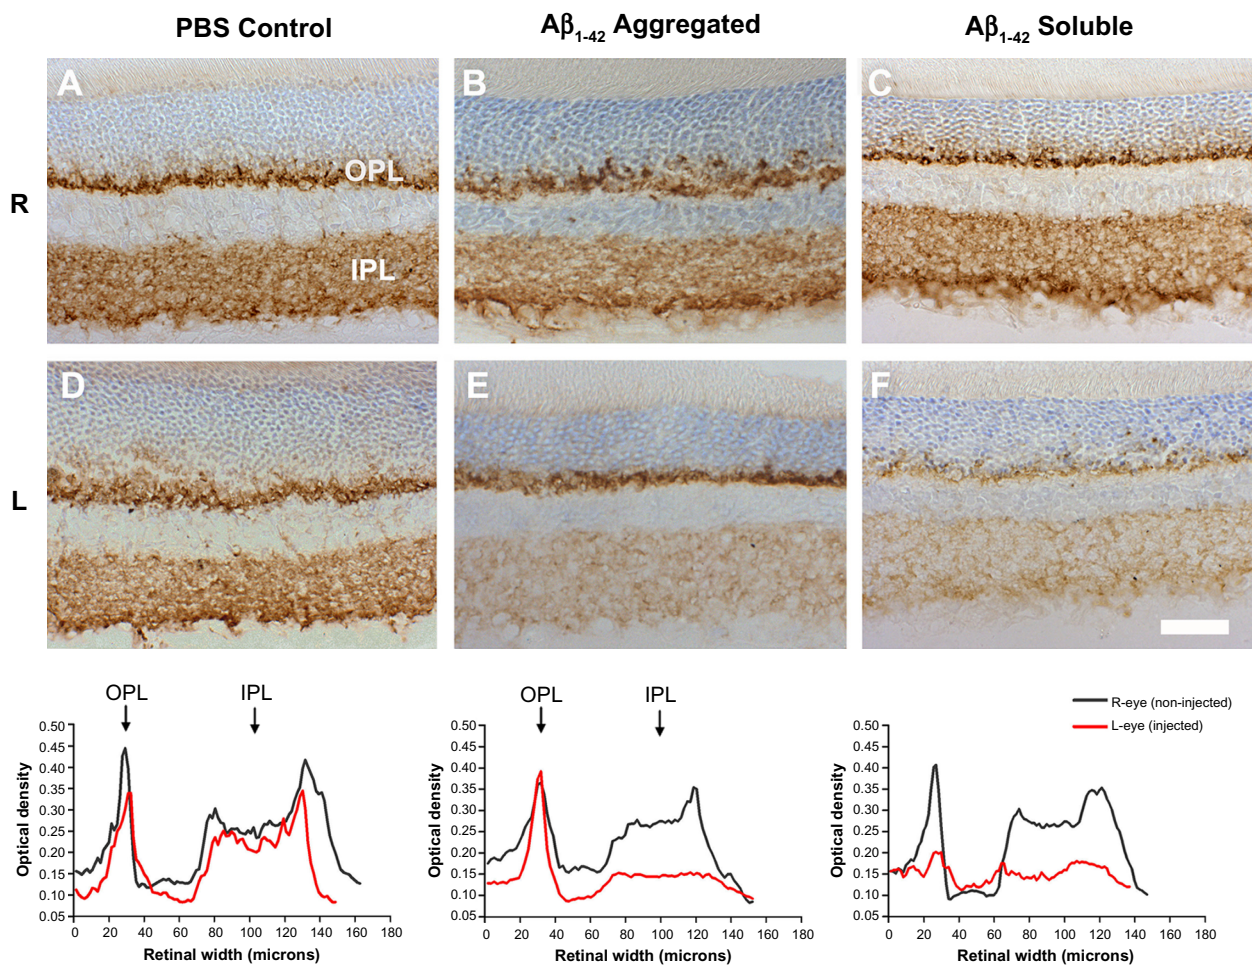 PBS Control
Aβ1-42 Aggregated
Aβ1-42 Soluble
R
A
OPL
IPL
B
C
L
D
E
F
OPL
IPL
OPL
IPL
R-eye (non-injected)
L-eye (injected)
Optical density
0.50
0.45
0.40
0.35
0.30
0.25
0.20
0.15
0.10
0.05
0 20 40 60 80 100 120 140 160 180
Retinal width (microns)
Optical density
0.50
0.45
0.40
0.35
0.30
0.25
0.20
0.15
0.10
0.05
0 20 40 60 80 100 120 140 160 180
Retinal width (microns)
Optical density
0.50
0.45
0.40
0.35
0.30
0.25
0.20
0.15
0.10
0.05
0 20 40 60 80 100 120 140 160 180
Retinal width (microns)